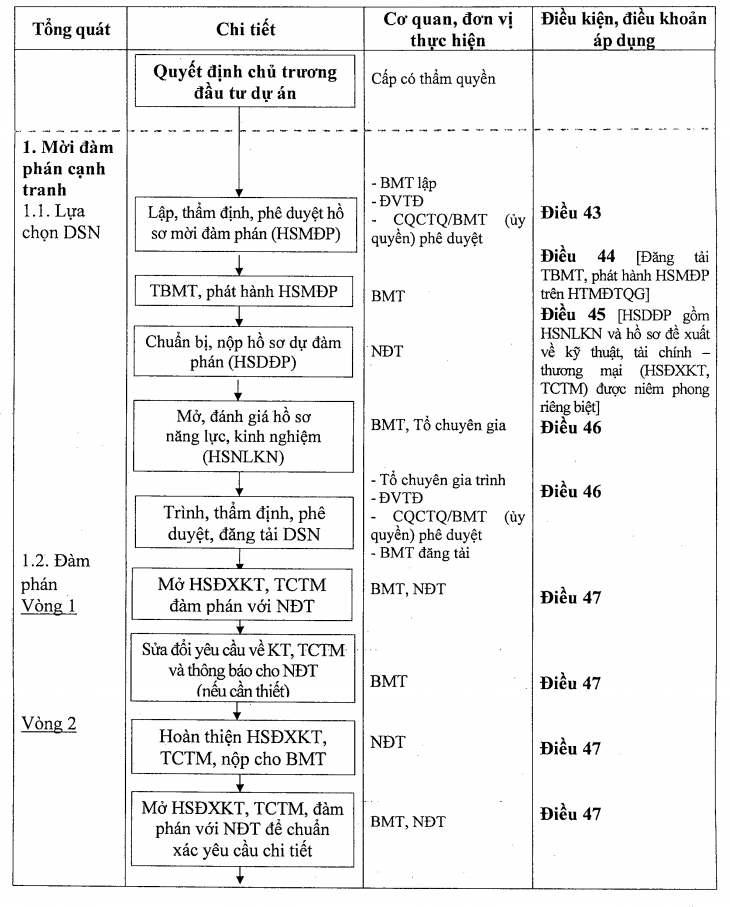 Tổng quát
Chi tiết
Cơ quan, đơn vị
thực hiện
Điều kiện, điều khoản
áp dụng
Quyết định chủ trương
đầu tư dự án
Cấp có thẩm quyền
1. Mời đàm
phán cạnh
tranh
1.1. Lựa
chọn DSN
Lập, thẩm định, phê duyệt hồ
sơ mời đàm phán (HSMĐP)
- BMT lập
- ĐVTĐ
- CQCTQ/BMT (ủy
quyền) phê duyệt
Điều 43
TBMT, phát hành HSMĐP
BMT
Điều 44 [Đăng tải
TBMT, phát hành HSMĐP
trên HTMĐTQG]
Chuẩn bị, nộp hồ sơ dự đàm
phán (HSDĐP)
NĐT
Điều 45 [HSDĐP gồm
HSNLKN và hồ sơ đề xuất
về kỹ thuật, tài chính –
thương mại (HSĐXKT,
TCTM) được niêm phong
riêng biệt]
Mở, đánh giá hồ sơ
năng lực, kinh nghiệm
(HSNLKN)
BMT, Tổ chuyên gia
Điều 46
Trình, thẩm định, phê
duyệt, đăng tải DSN
- Tổ chuyên gia trình
- ĐVTĐ
- CQCTQ/BMT (ủy
quyền) phê duyệt
- BMT đăng tải
Điều 46
1.2. Đàm
phán
Vòng 1
Mở HSĐXKT, TCTM
đàm phán với NĐT
BMT, NĐT
Điều 47
Sửa đổi yêu cầu về KT, TCTM
và thông báo cho NĐT
(nếu cần thiết)
BMT
Điều 47
Vòng 2
Hoàn thiện HSĐXKT,
TCTM, nộp cho BMT
NĐT
Điều 47
Mở HSĐXKT, TCTM, đàm
phán với NĐT để chuẩn
xác yêu cầu chi tiết
BMT, NĐT
Điều 47